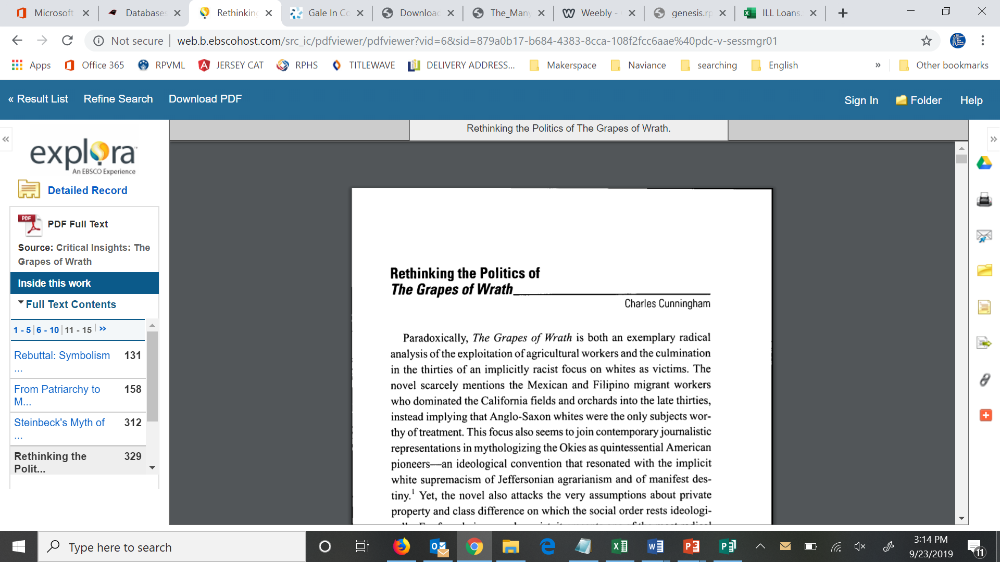 Microsoft
Databases
Rethinking
Gale In Co
Download
The_Many
Weebly -
genesis.rp
ILL Loans.
Not secure
web.b.ebscohost.com/src_ic/pdfviewer/pdfviewer?vid=6&sid=879a0b17-b684-4383-8cca-108f2fcc6aae%40pdc-v-sessmgr01
Apps
Office 365
RPVML
JERSEY CAT
RPHS
TITLEWAVE
DELIVERY ADDRESS...
Makerspace
Naviance
searching
English
»
Other bookmarks
« Result List
Refine Search
Download PDF
Sign In
Folder
Help
Rethinking the Politics of The Grapes of Wrath.
«
»
explora
An EBSCO Experience
Detailed Record
PDF
PDF Full Text
Source: Critical Insights: The
Grapes of Wrath
Inside this work
Full Text Contents
1 - 5 | 6 - 10 | 11 - 15 | »
Rebuttal: Symbolism 131
...
From Patriarchy to 158
M...
Steinbeck's Myth of 312
...
Rethinking the 329
Polit...
Rethinking the Politics of
The Grapes of Wrath
Charles Cunningham
Paradoxically, The Grapes of Wrath is both an exemplary radical
analysis of the exploitation of agricultural workers and the culmination
in the thirties of an implicitly racist focus on whites as victims. The
novel scarcely mentions the Mexican and Filipino migrant workers
who dominated the California fields and orchards into the late thirties,
instead implying that Anglo-Saxon whites were the only subjects wor-
thy of treatment. This focus also seems to join contemporary journalistic
representations in mythologizing the Okies as quintessential American
pioneers—an ideological convention that resonated with the implicit
white supremacism of Jeffersonian agrarianism and of manifest des-
tiny.1 Yet, the novel also attacks the very assumptions about private
property and class difference on which the social order rests ideologi-
Type here to search
3:14 PM
9/23/2019
11